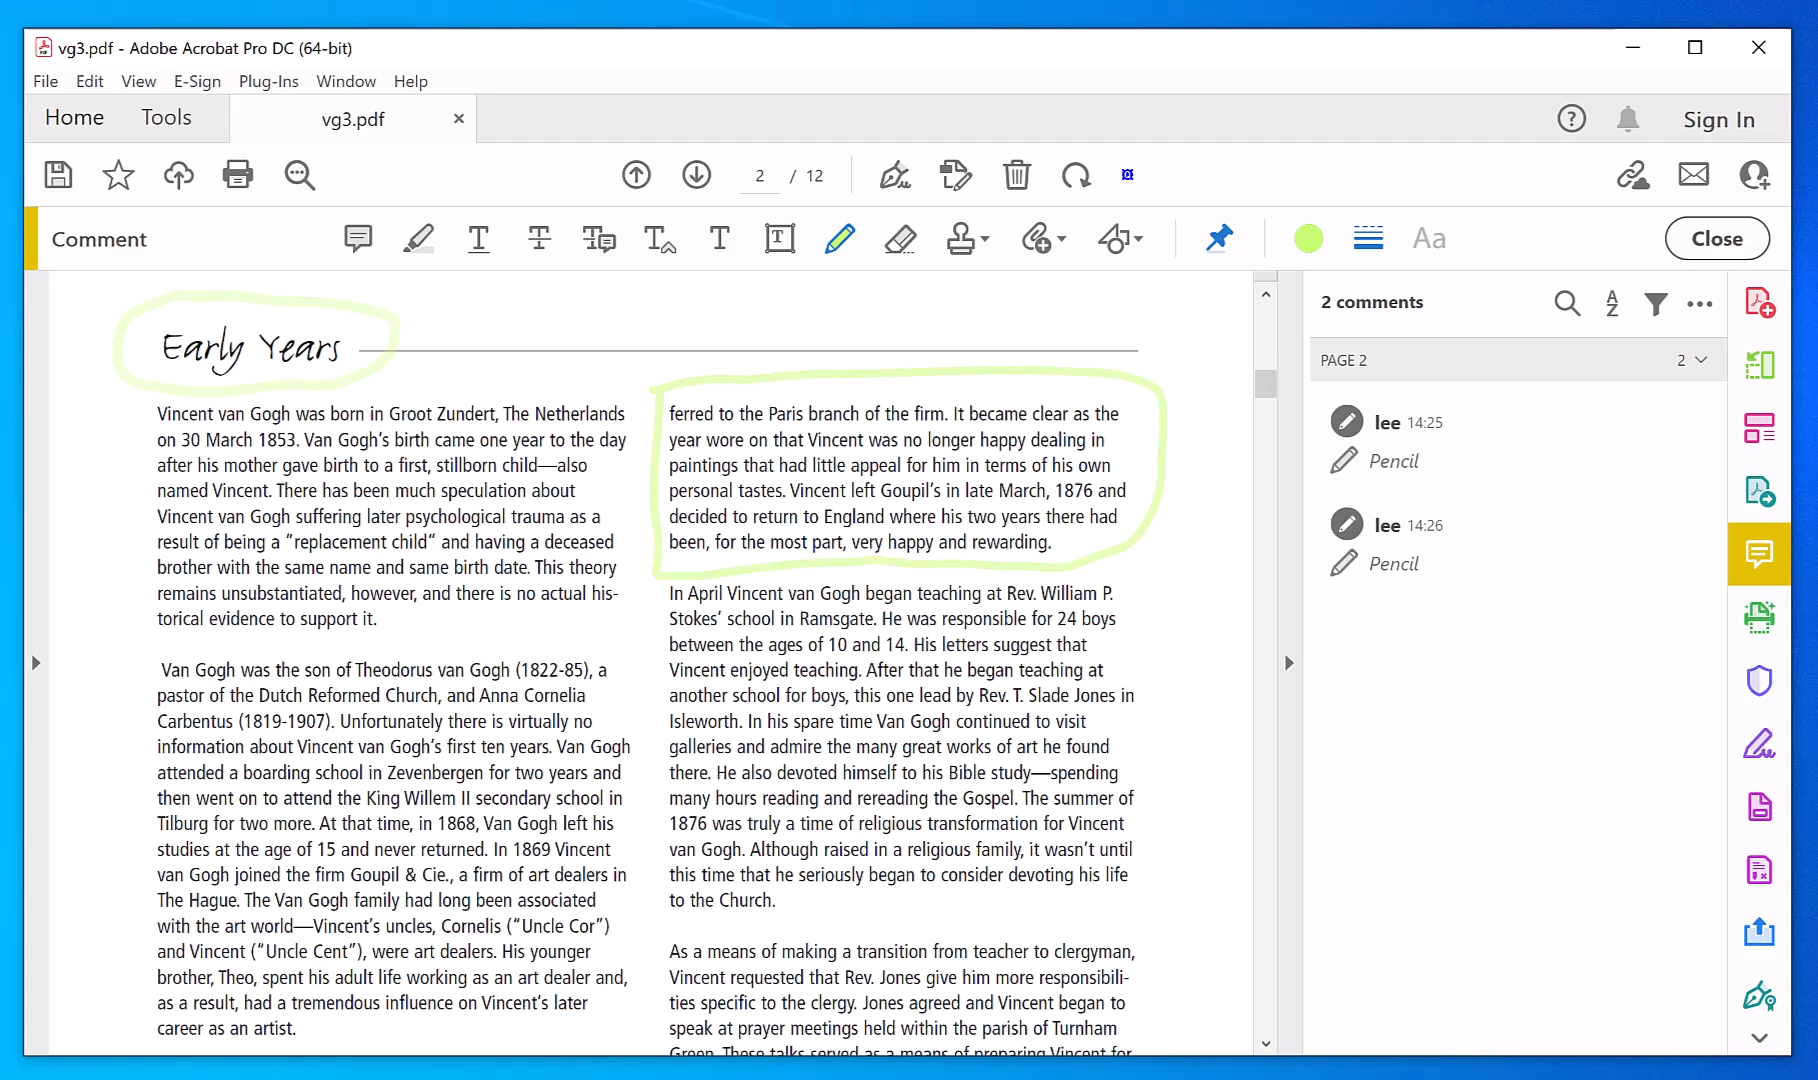 vg3.pdf - Adobe Acrobat Pro DC (64-bit)
File Edit View E-Sign Plug-Ins Window Help
Home Tools vg3.pdf × Sign In
2 / 12
Comment Aa Close
Early Years
Vincent van Gogh was born in Groot Zundert, The Netherlands
on 30 March 1853. Van Gogh's birth came one year to the day
after his mother gave birth to a first, stillborn child—also
named Vincent. There has been much speculation about
Vincent van Gogh suffering later psychological trauma as a
result of being a "replacement child" and having a deceased
brother with the same name and same birth date. This theory
remains unsubstantiated, however, and there is no actual his-
torical evidence to support it.
Van Gogh was the son of Theodorus van Gogh (1822-85), a
pastor of the Dutch Reformed Church, and Anna Cornelia
Carbentus (1819-1907). Unfortunately there is virtually no
information about Vincent van Gogh's first ten years. Van Gogh
attended a boarding school in Zevenbergen for two years and
then went on to attend the King Willem II secondary school in
Tilburg for two more. At that time, in 1868, Van Gogh left his
studies at the age of 15 and never returned. In 1869 Vincent
van Gogh joined the firm Goupil & Cie., a firm of art dealers in
The Hague. The Van Gogh family had long been associated
with the art world—Vincent's uncles, Cornelis ("Uncle Cor")
and Vincent ("Uncle Cent"), were art dealers. His younger
brother, Theo, spent his adult life working as an art dealer and,
as a result, had a tremendous influence on Vincent's later
career as an artist.
ferred to the Paris branch of the firm. It became clear as the
year wore on that Vincent was no longer happy dealing in
paintings that had little appeal for him in terms of his own
personal tastes. Vincent left Goupil's in late March, 1876 and
decided to return to England where his two years there had
been, for the most part, very happy and rewarding.
In April Vincent van Gogh began teaching at Rev. William P.
Stokes' school in Ramsgate. He was responsible for 24 boys
between the ages of 10 and 14. His letters suggest that
Vincent enjoyed teaching. After that he began teaching at
another school for boys, this one lead by Rev. T. Slade Jones in
Isleworth. In his spare time Van Gogh continued to visit
galleries and admire the many great works of art he found
there. He also devoted himself to his Bible study—spending
many hours reading and rereading the Gospel. The summer of
1876 was truly a time of religious transformation for Vincent
van Gogh. Although raised in a religious family, it wasn't until
this time that he seriously began to consider devoting his life
to the Church.
As a means of making a transition from teacher to clergyman,
Vincent requested that Rev. Jones give him more responsibili-
ties specific to the clergy. Jones agreed and Vincent began to
speak at prayer meetings held within the parish of Turnham
Green. These talks served as a means of preparing Vincent for
2 comments
PAGE 2 2
lee 14:25
Pencil
lee 14:26
Pencil